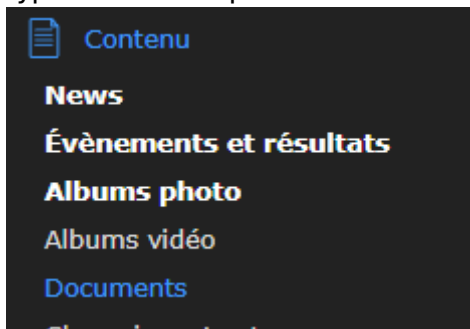 Contenu
News
Évènements et résultats
Albums photo
Albums vidéo
Documents